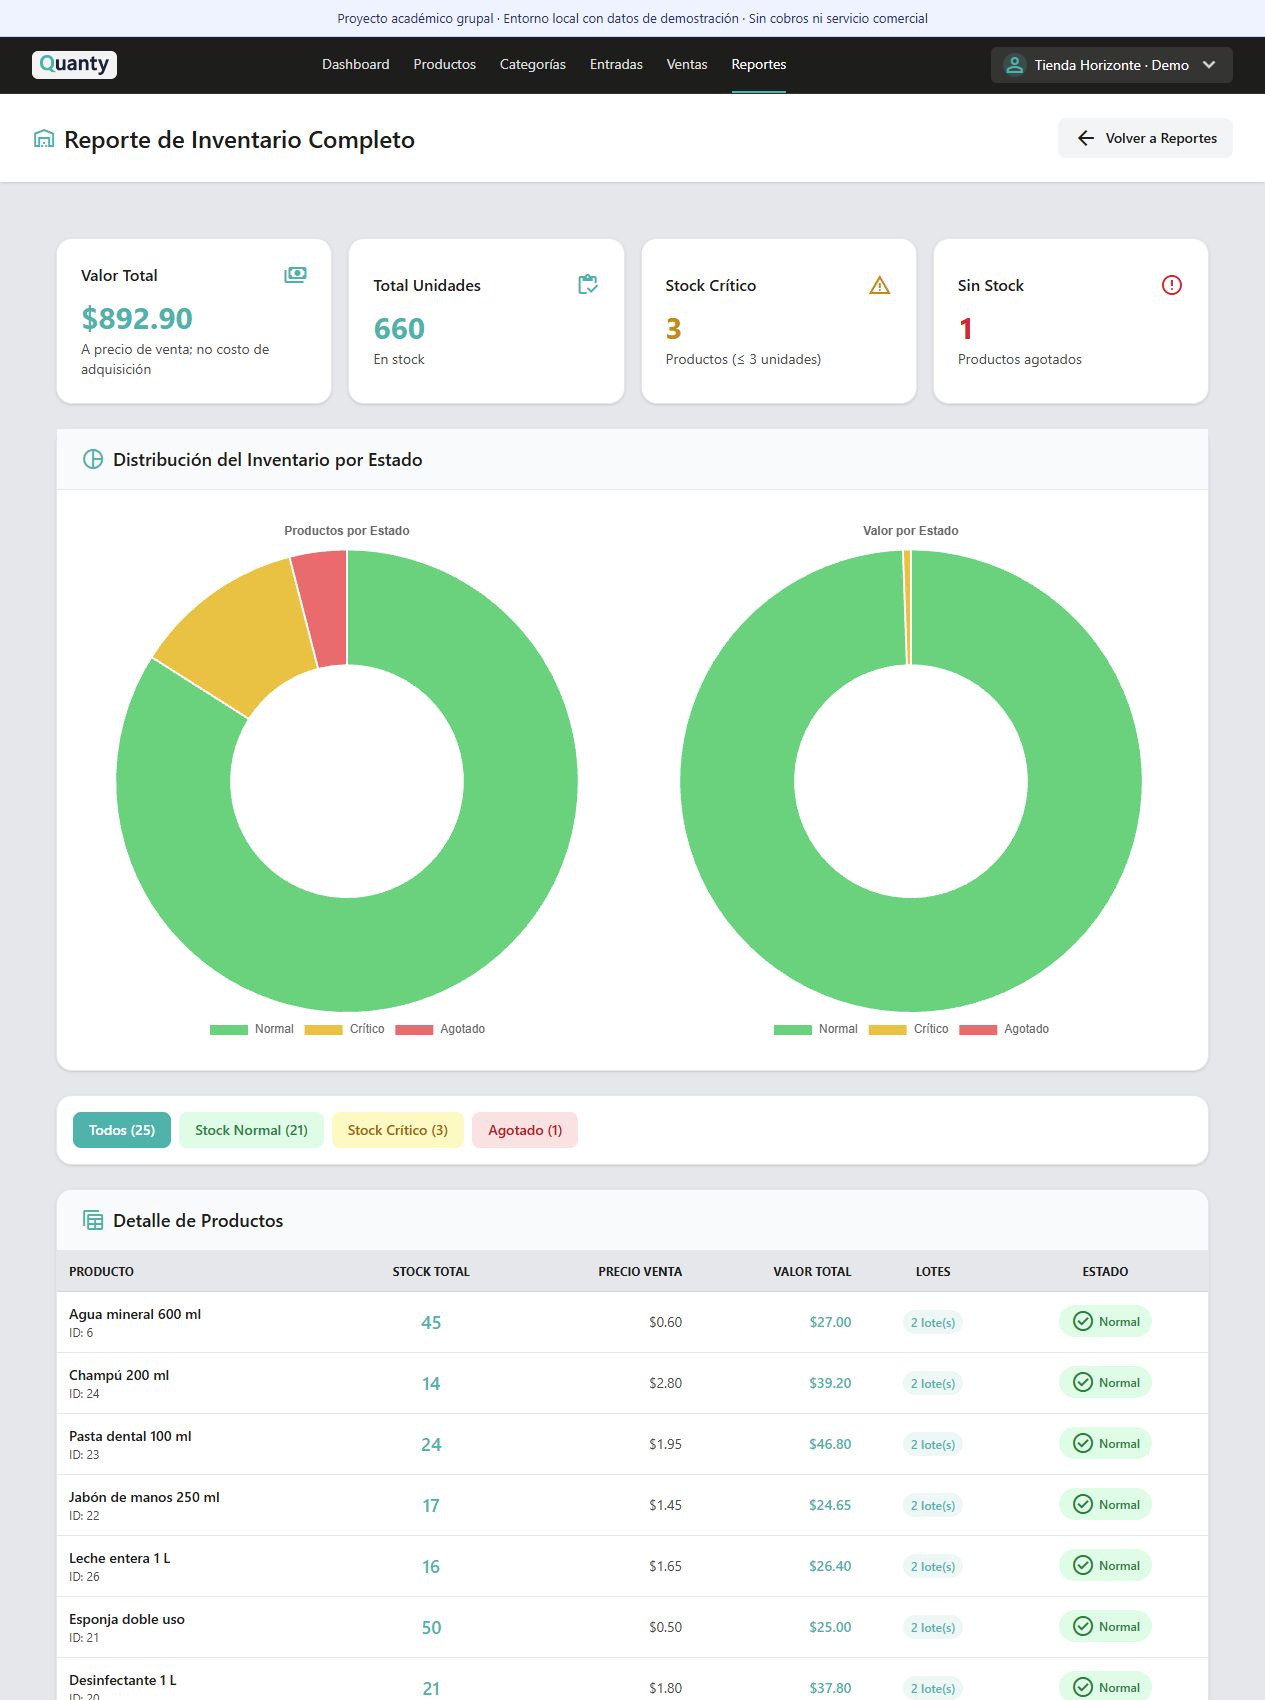 Proyecto académico grupal · Entorno local con datos de demostración · Sin cobros ni servicio comercial
Quanty
Dashboard
Productos
Categorías
Entradas
Ventas
Reportes
Tienda Horizonte · Demo
Reporte de Inventario Completo
Volver a Reportes
Valor Total
$892.90
A precio de venta; no costo de
adquisición
Total Unidades
660
En stock
Stock Crítico
3
Productos (≤ 3 unidades)
Sin Stock
1
Productos agotados
Distribución del Inventario por Estado
Productos por Estado
Normal Crítico Agotado
Valor por Estado
Normal Crítico Agotado
Todos (25)
Stock Normal (21)
Stock Crítico (3)
Agotado (1)
Detalle de Productos
PRODUCTO STOCK TOTAL PRECIO VENTA VALOR TOTAL LOTES ESTADO
Agua mineral 600 ml
ID: 6
45 $0.60 $27.00 2 lote(s) Normal
Champú 200 ml
ID: 24
14 $2.80 $39.20 2 lote(s) Normal
Pasta dental 100 ml
ID: 23
24 $1.95 $46.80 2 lote(s) Normal
Jabón de manos 250 ml
ID: 22
17 $1.45 $24.65 2 lote(s) Normal
Leche entera 1 L
ID: 26
16 $1.65 $26.40 2 lote(s) Normal
Esponja doble uso
ID: 21
50 $0.50 $25.00 2 lote(s) Normal
Desinfectante 1 L
ID: 20
21 $1.80 $37.80 2 lote(s) Normal